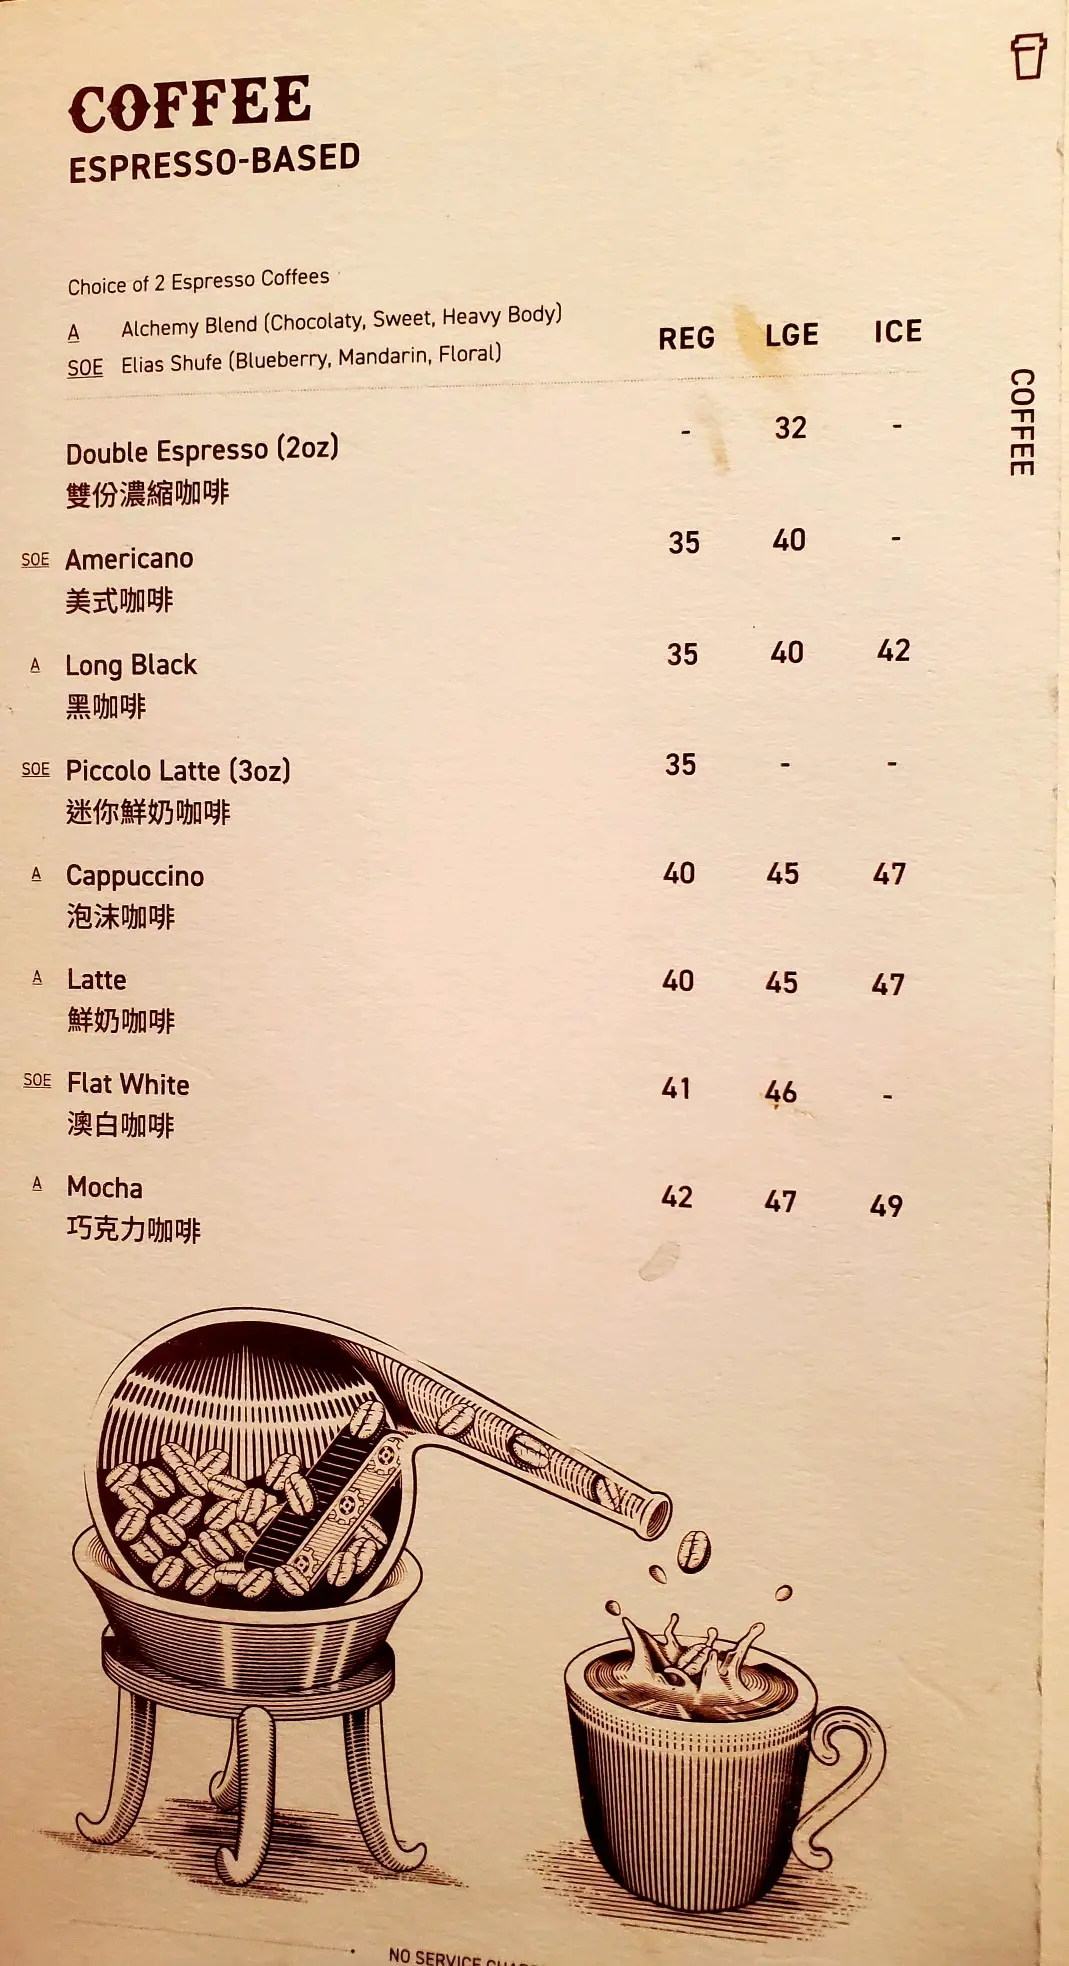 COFFEE
ESPRESSO-BASED
Choice of 2 Espresso Coffees
A Alchemy Blend (Chocolaty, Sweet, Heavy Body)
SOE Elias Shufe (Blueberry, Mandarin, Floral)
REG LGE ICE
COFFEE
Double Espresso (2oz) - 32 -
雙份濃縮咖啡
SOE Americano 35 40 -
美式咖啡
A Long Black 35 40 42
黑咖啡
SOE Piccolo Latte (3oz) 35 - -
迷你鮮奶咖啡
A Cappuccino 40 45 47
泡沫咖啡
A Latte 40 45 47
鮮奶咖啡
SOE Flat White 41 46 -
澳白咖啡
A Mocha 42 47 49
巧克力咖啡
NO SERVICE